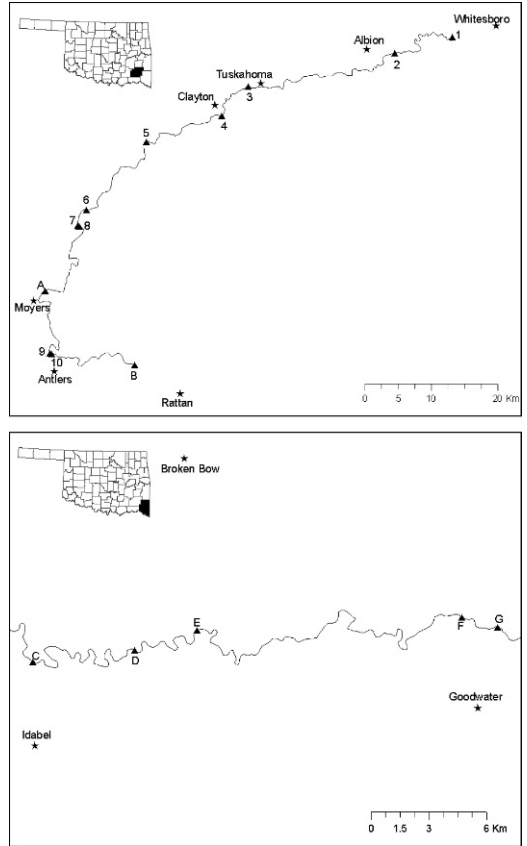 Whitesboro
1
Albion
2
Tuskahoma
3
Clayton
4
5
6
7
8
A
Moyers
9
10
Antlers
B
Rattan
0 5 10 20 Km
Broken Bow
E
F
G
C
D
Goodwater
Idabel
0 1.5 3 6 Km